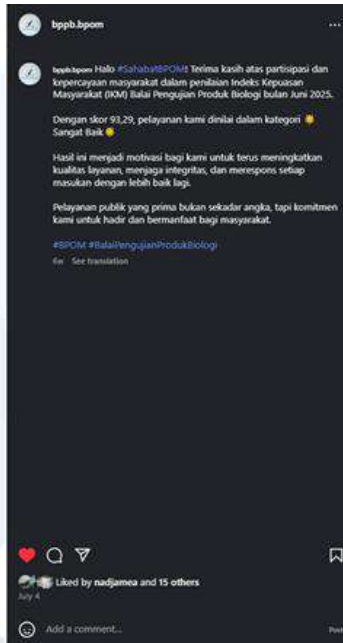 bppb.bpom
bppb.bpom Halo #SahabatBPOM! Terima kasih atas partisipasi dan
kepercayaan masyarakat dalam penilaian Indeks Kepuasan
Masyarakat (IKM) Balai Pengujian Produk Biologi bulan Juni 2025.
Dengan skor 93,29, pelayanan kami dinilai dalam kategori
Sangat Baik
Hasil ini menjadi motivasi bagi kami untuk terus meningkatkan
kualitas layanan, menjaga integritas, dan merespons setiap
masukan dengan lebih baik lagi.
Pelayanan publik yang prima bukan sekadar angka, tapi komitmen
kami untuk hadir dan bermanfaat bagi masyarakat.
#BPOM #BalaiPengujianProdukBiologi
6w See translation
Liked by nadjamea and 15 others
July 4
Add a comment...
Post